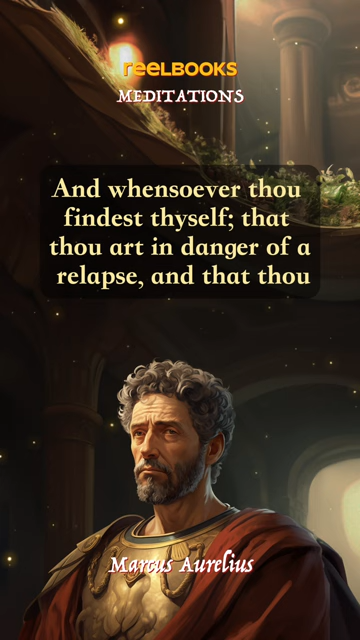 reelBOOKS
MEDITATIONS
And whensoever thou
findest thyself; that
thou art in danger of a
relapse, and that thou
Marcus Aurelius